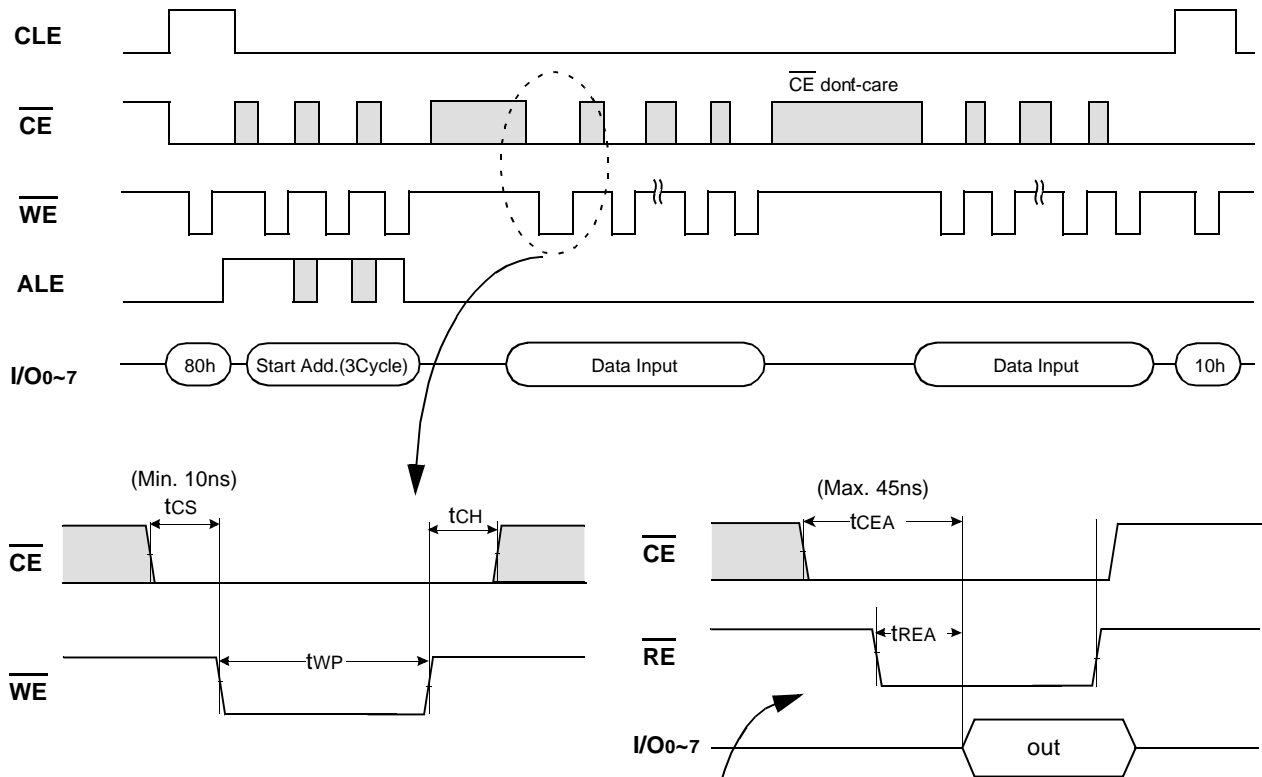 CLE
CE dont-care
CE
WE
ALE
I/O0~7
80h
Start Add.(3Cycle)
Data Input
Data Input
10h
(Min. 10ns)
tCS
tCH
CE
tWP
WE
(Max. 45ns)
tCEA
CE
tREA
RE
I/O0~7
out